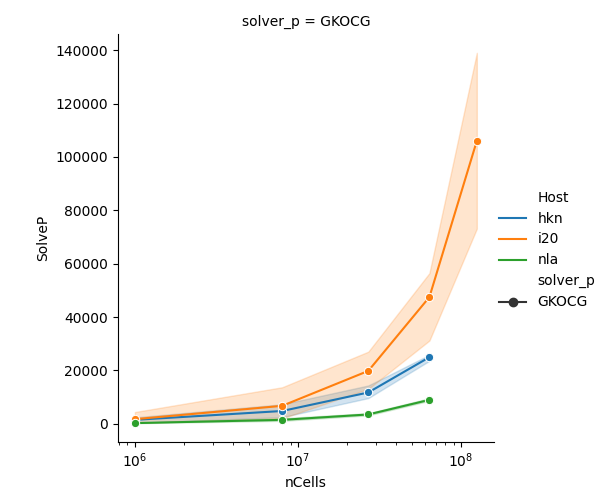 solver_p = GKOCG
140000
120000
100000
80000
60000
40000
20000
0
SolveP
10⁶
10⁷
10⁸
nCells
Host
hkn
i20
nla
solver_p
GKOCG